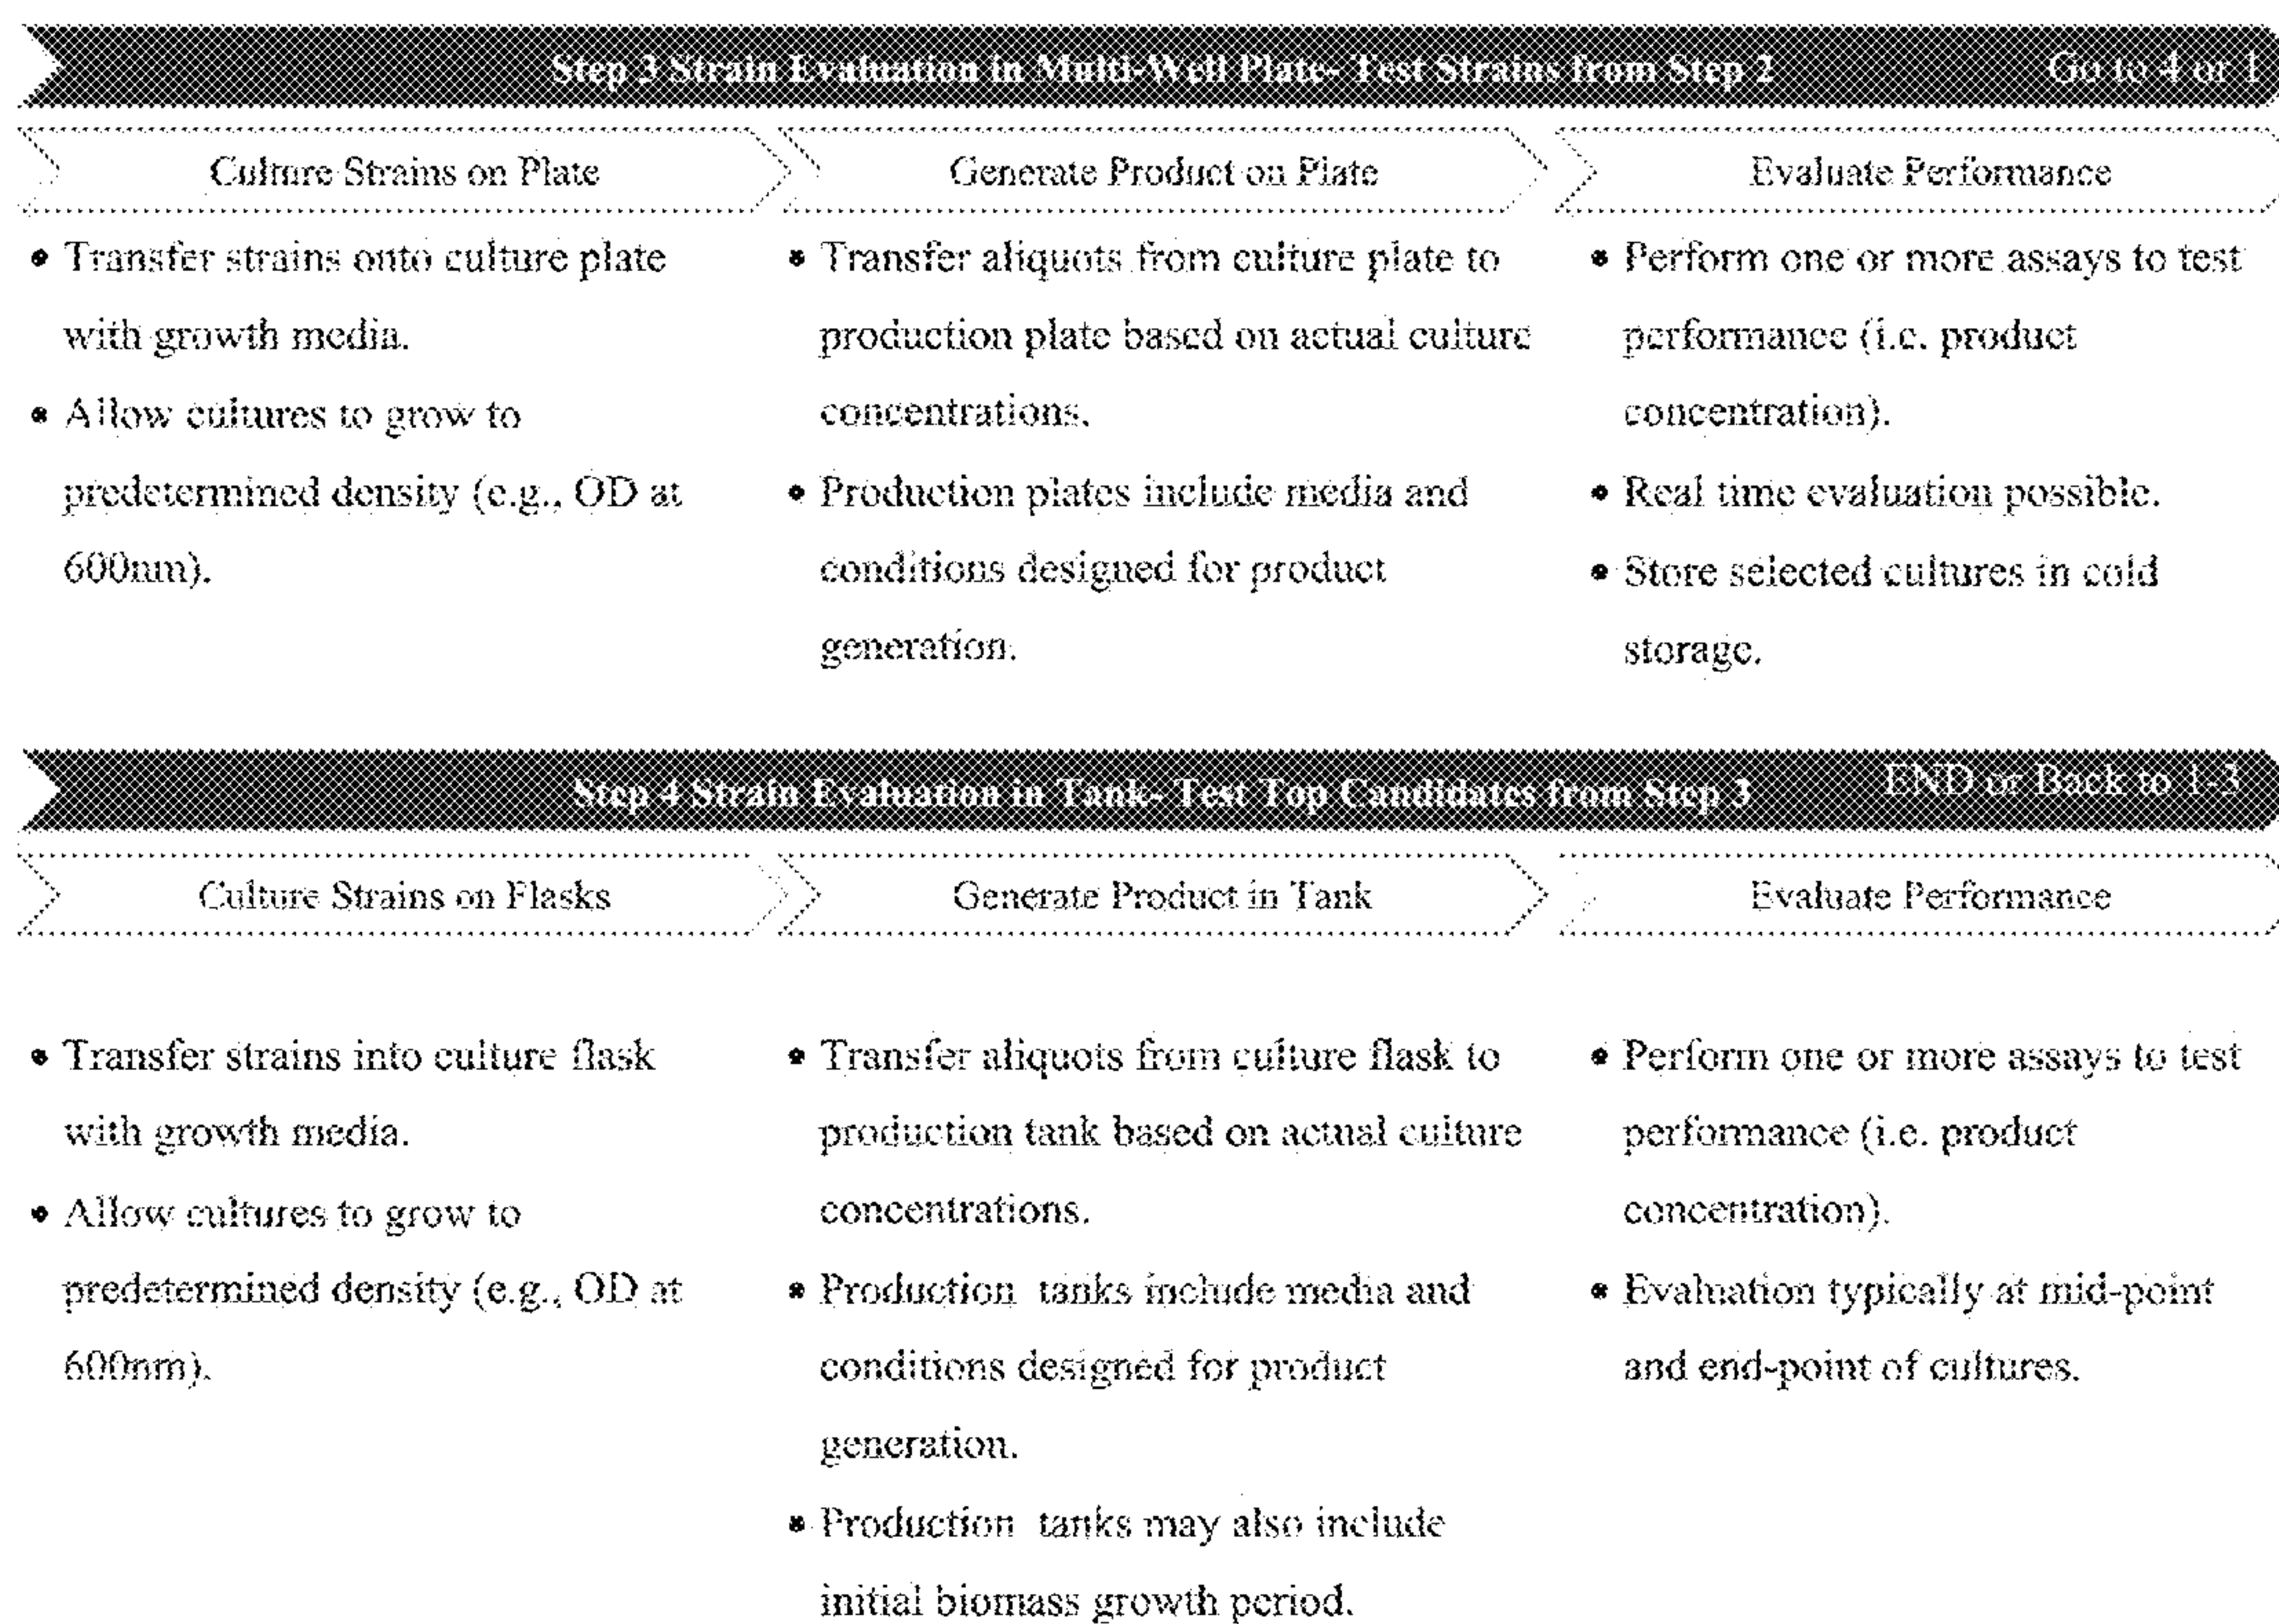 Step 3 Strain Evaluation in Multi-Well Plate- Test Strains from Step 2
Go to 4 or 1
Culture Strains on Plate
• Transfer strains onto culture plate
with growth media.
• Allow cultures to grow to
predetermined density (e.g., OD at
600nm).
Generate Product on Plate
• Transfer aliquots from culture plate to
production plate based on actual culture
concentrations.
• Production plates include media and
conditions designed for product
generation.
Evaluate Performance
• Perform one or more assays to test
performance (i.e. product
concentration).
• Real time evaluation possible.
• Store selected cultures in cold
storage.
Step 4 Strain Evaluation in Tank- Test Top Candidates from Step 3
END or Back to 1-3
Culture Strains on Flasks
• Transfer strains into culture flask
with growth media.
• Allow cultures to grow to
predetermined density (e.g., OD at
600nm).
Generate Product in Tank
• Transfer aliquots from culture flask to
production tank based on actual culture
concentrations.
• Production tanks include media and
conditions designed for product
generation.
• Production tanks may also include
initial biomass growth period.
Evaluate Performance
• Perform one or more assays to test
performance (i.e. product
concentration).
• Evaluation typically at mid-point
and end-point of cultures.